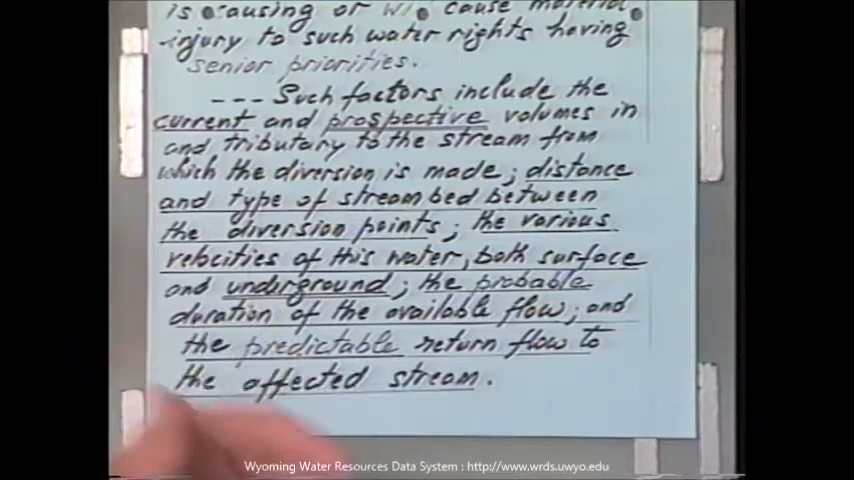 is causing or will cause material
injury to such water rights having
senior priorities.
--- Such factors include the
current and prospective volumes in
and tributary to the stream from
which the diversion is made; distance
and type of stream bed between
the diversion points; the various
velocities of this water, both surface
and underground; the probable
duration of the available flow; and
the predictable return flow to
the affected stream.
Wyoming Water Resources Data System : http://www.wrds.uwyo.edu